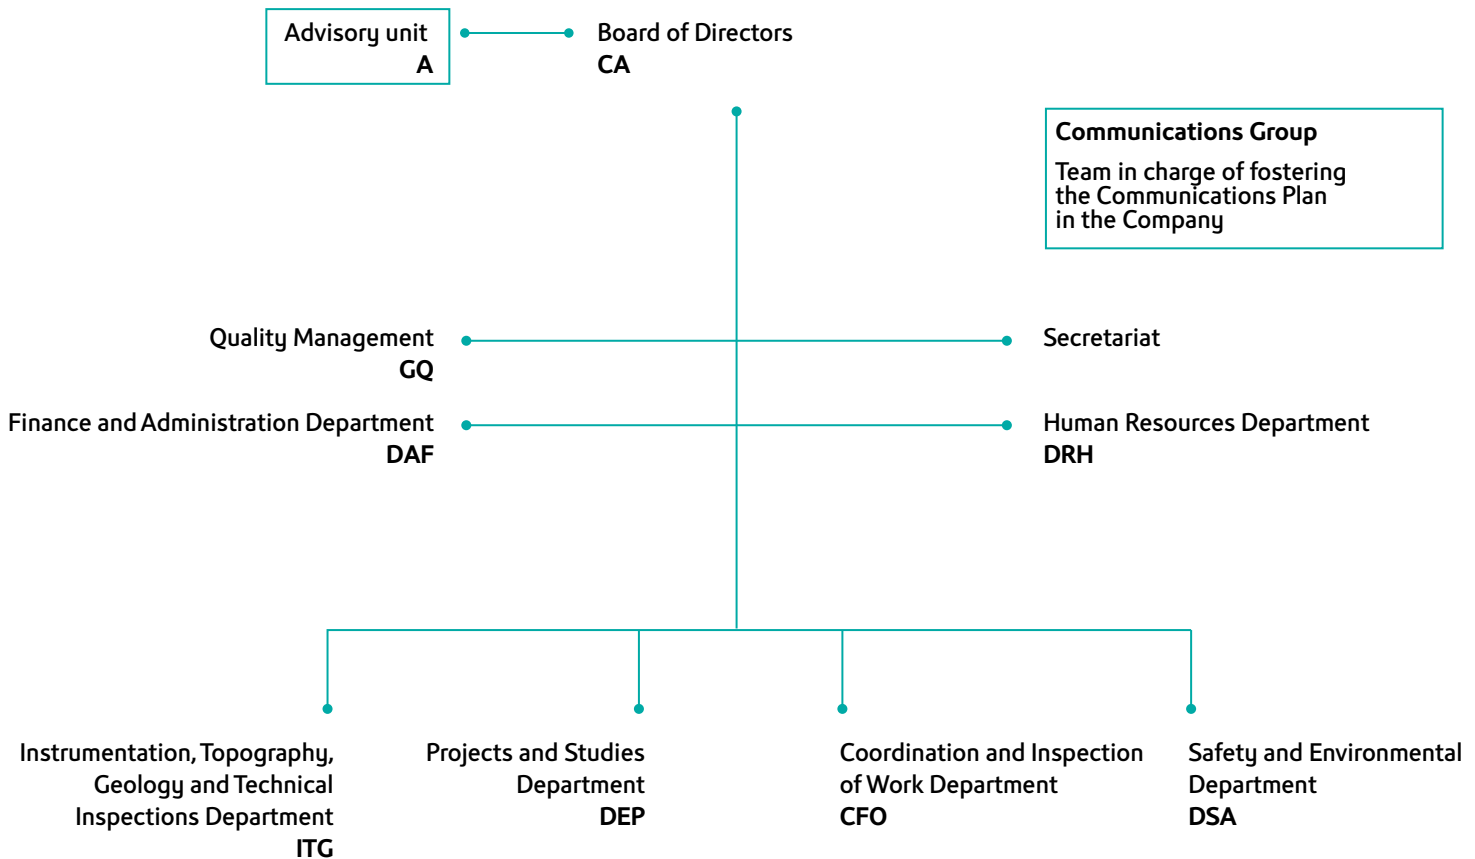 Advisory unit
A
Board of Directors
CA
Communications Group
Team in charge of fostering
the Communications Plan
in the Company
Quality Management
GQ
Secretariat
Finance and Administration Department
DAF
Human Resources Department
DRH
Instrumentation, Topography,
Geology and Technical
Inspections Department
ITG
Projects and Studies
Department
DEP
Coordination and Inspection
of Work Department
CFO
Safety and Environmental
Department
DSA